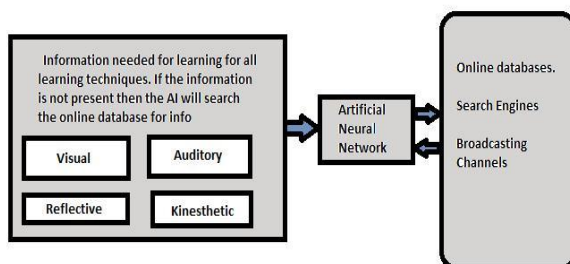 Information needed for learning for all
learning techniques. If the information
is not present then the AI will search
the online database for info
Visual
Auditory
Reflective
Kinesthetic
Artificial
Neural
Network
Online databases.
Search Engines
Broadcasting
Channels